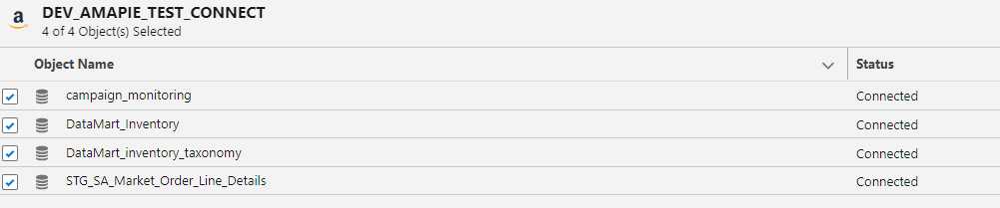 DEV_AMAPIE_TEST_CONNECT
4 of 4 Object(s) Selected
Object Name Status
campaign_monitoring Connected
DataMart_Inventory Connected
DataMart_inventory_taxonomy Connected
STG_SA_Market_Order_Line_Details Connected